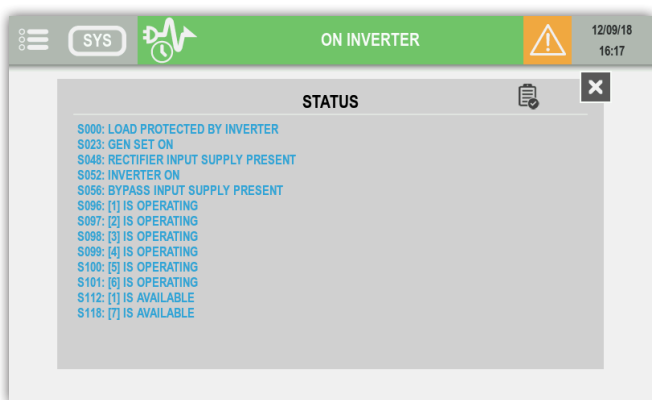 SYS
ON INVERTER
12/09/18
16:17
STATUS
S000: LOAD PROTECTED BY INVERTER
S023: GEN SET ON
S048: RECTIFIER INPUT SUPPLY PRESENT
S052: INVERTER ON
S056: BYPASS INPUT SUPPLY PRESENT
S096: [1] IS OPERATING
S097: [2] IS OPERATING
S098: [3] IS OPERATING
S099: [4] IS OPERATING
S100: [5] IS OPERATING
S101: [6] IS OPERATING
S112: [1] IS AVAILABLE
S118: [7] IS AVAILABLE